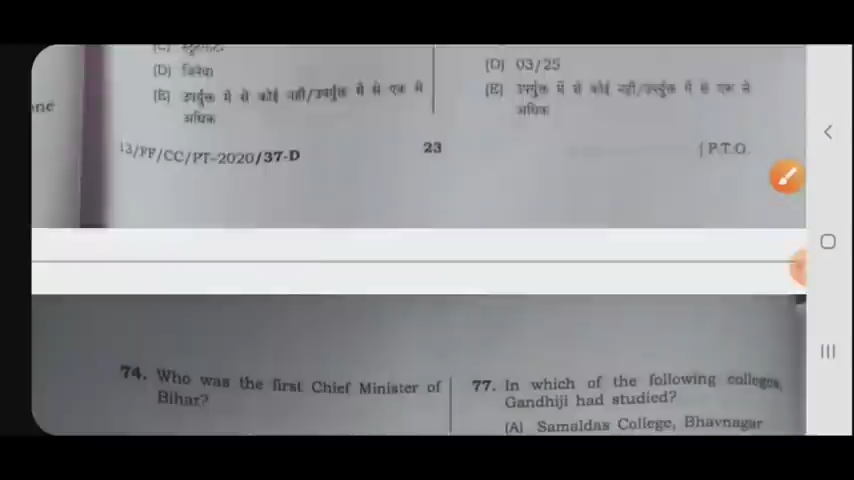 (D) जिनेवा
(E) उपर्युक्त में से कोई नहीं/उपर्युक्त में से एक से
अधिक
(D) 03/25
(E) उपर्युक्त में से कोई नहीं/उपर्युक्त में से एक से
अधिक
13/FF/CC/PT-2020/37-D
23
[ P.T.O.
74. Who was the first Chief Minister of
Bihar?
77. In which of the following colleges,
Gandhiji had studied?
(A) Samaldas College, Bhavnagar